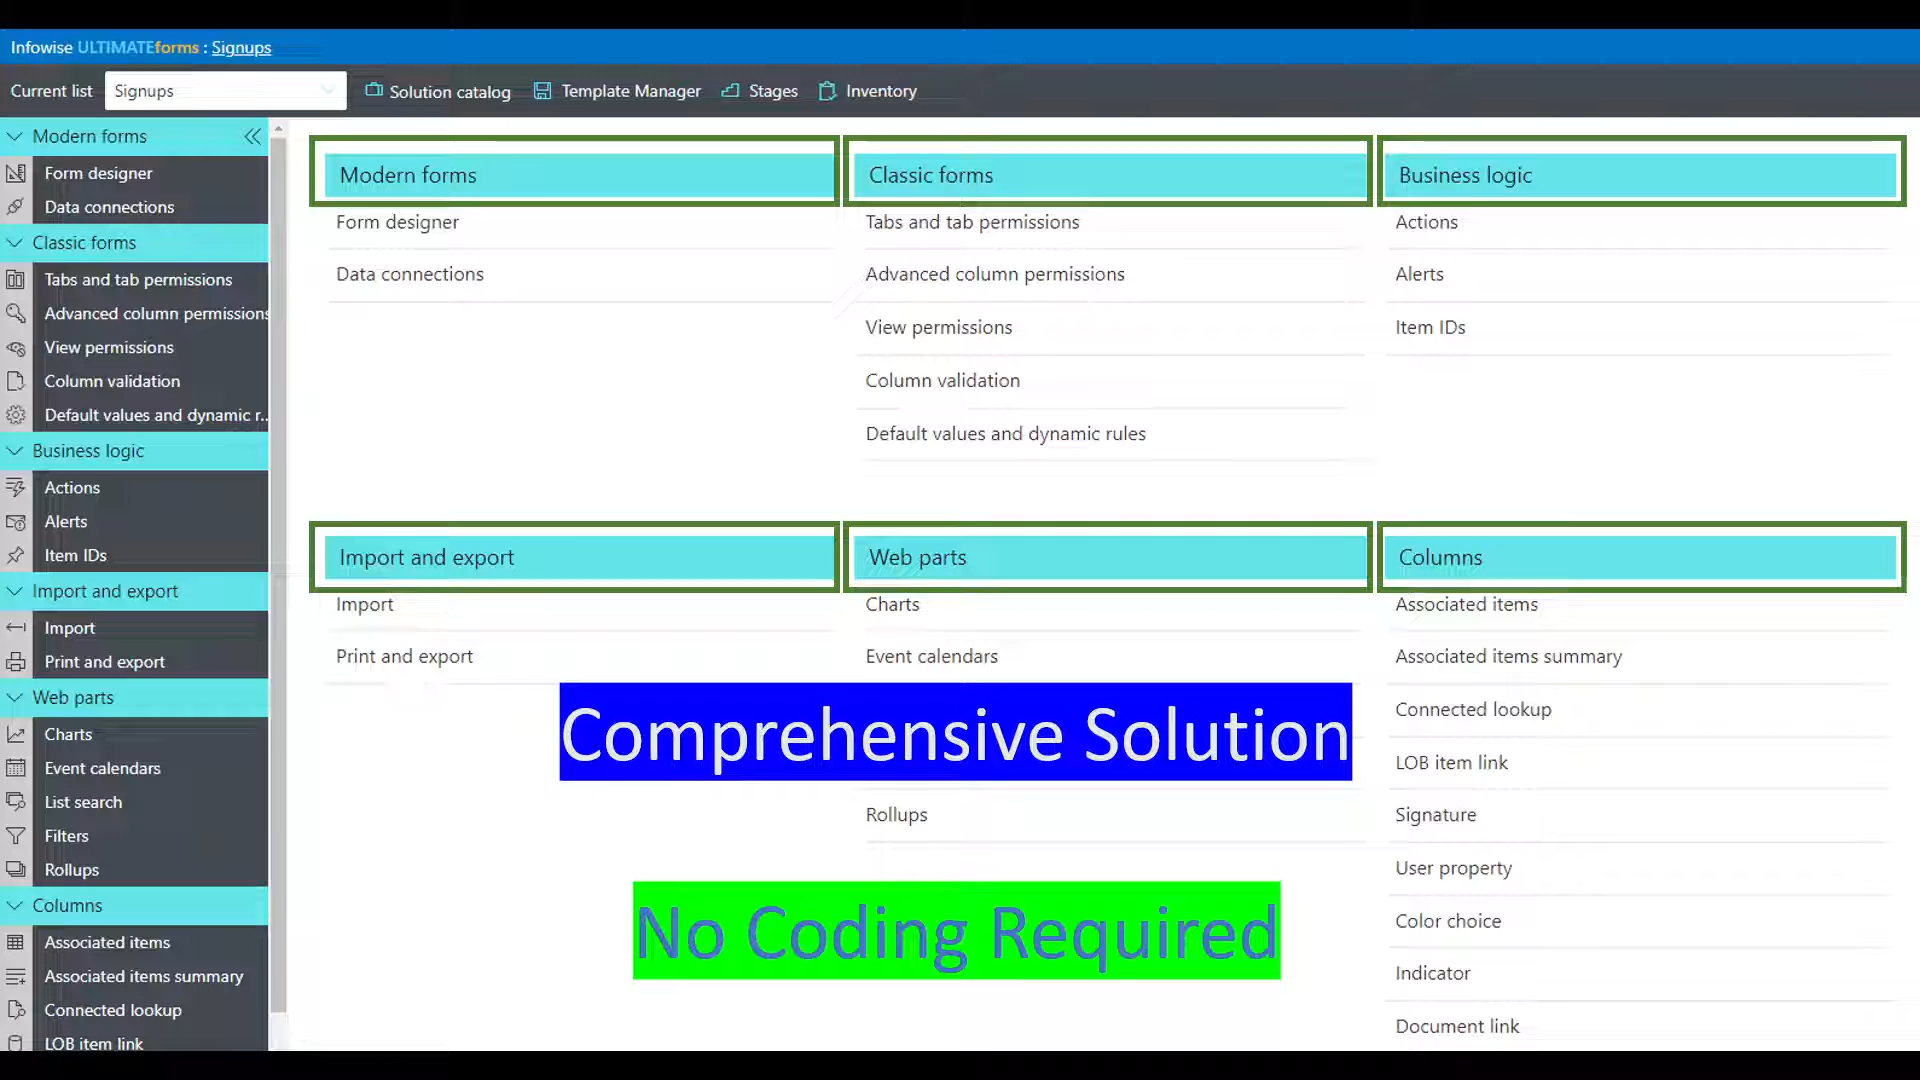 Infowise ULTIMATEforms : Signups
Current list Signups Solution catalog Template Manager Stages Inventory
Modern forms
Form designer
Data connections
Classic forms
Tabs and tab permissions
Advanced column permissions
View permissions
Column validation
Default values and dynamic r...
Business logic
Actions
Alerts
Item IDs
Import and export
Import
Print and export
Web parts
Charts
Event calendars
List search
Filters
Rollups
Columns
Associated items
Associated items summary
Connected lookup
LOB item link
Modern forms
Form designer
Data connections
Classic forms
Tabs and tab permissions
Advanced column permissions
View permissions
Column validation
Default values and dynamic rules
Business logic
Actions
Alerts
Item IDs
Import and export
Import
Print and export
Web parts
Charts
Event calendars
Rollups
Columns
Associated items
Associated items summary
Connected lookup
LOB item link
Signature
User property
Color choice
Indicator
Document link
Comprehensive Solution
No Coding Required